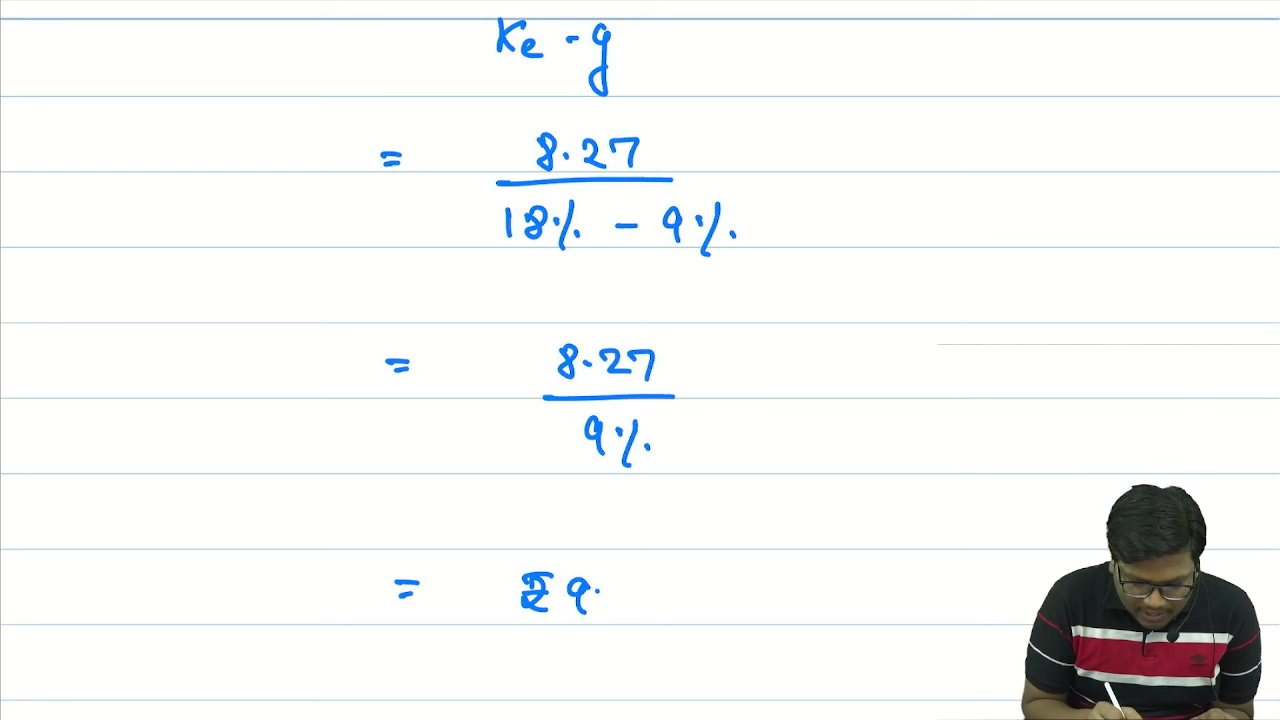 Ke - g
= 8.27
18% - 9%
= 8.27
9%
= ₹ 9.